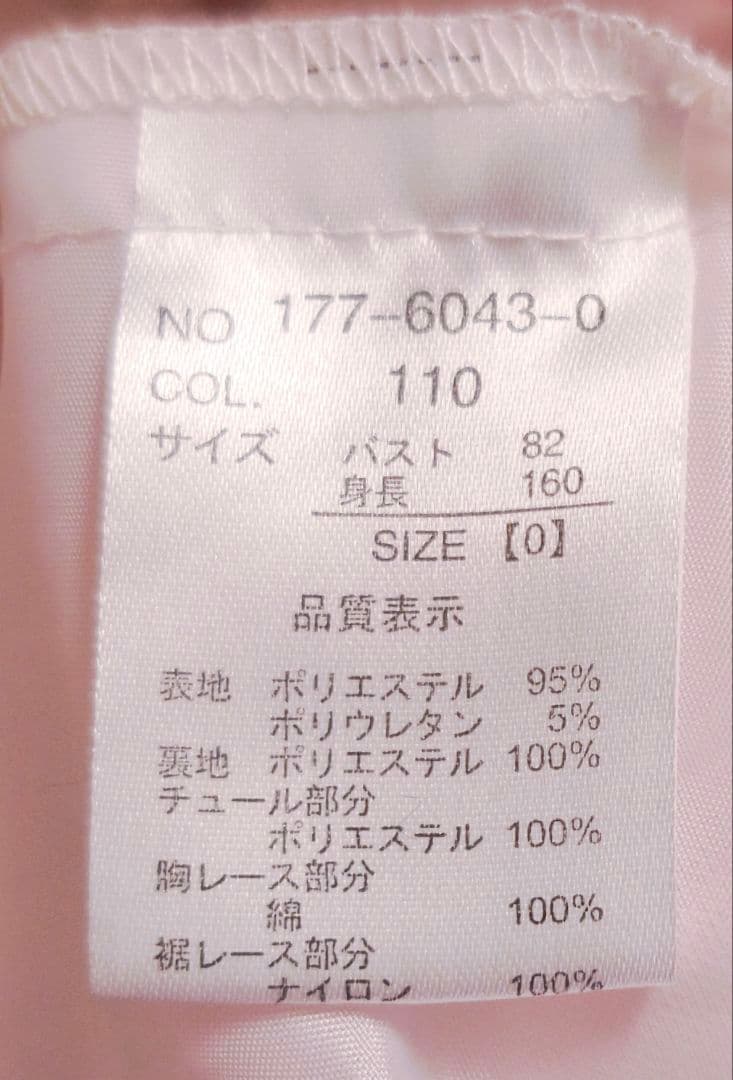 NO 177-6043-0
COL. 110
サイズ バスト 82
身長 160
SIZE 【0】
品質表示
表地 ポリエステル 95%
ポリウレタン 5%
裏地 ポリエステル 100%
チュール部分
ポリエステル 100%
胸レース部分
綿 100%
裾レース部分
ナイロン 100%